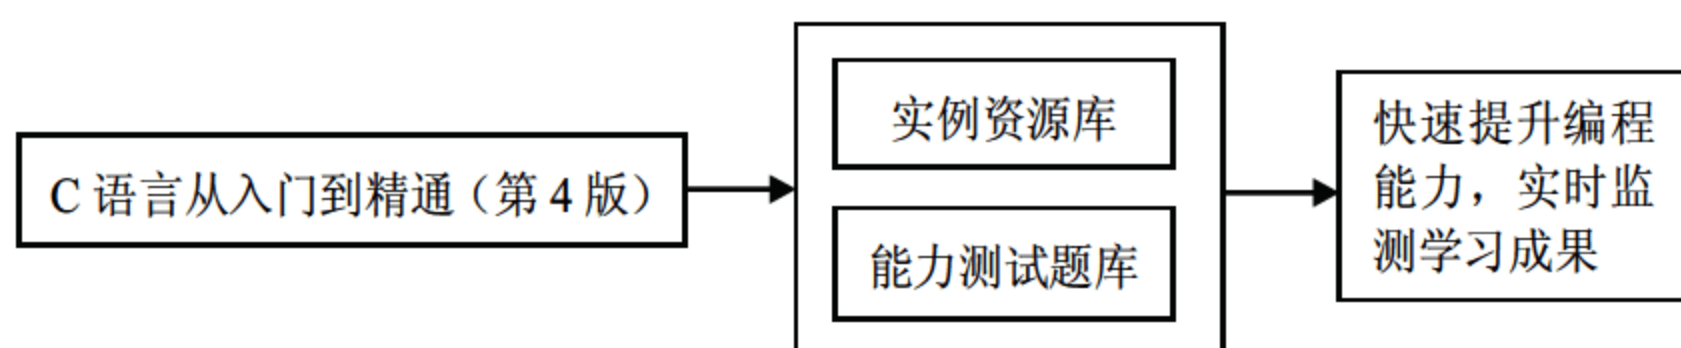 C 语言从入门到精通（第 4 版）
实例资源库
能力测试题库
快速提升编程
能力，实时监
测学习成果